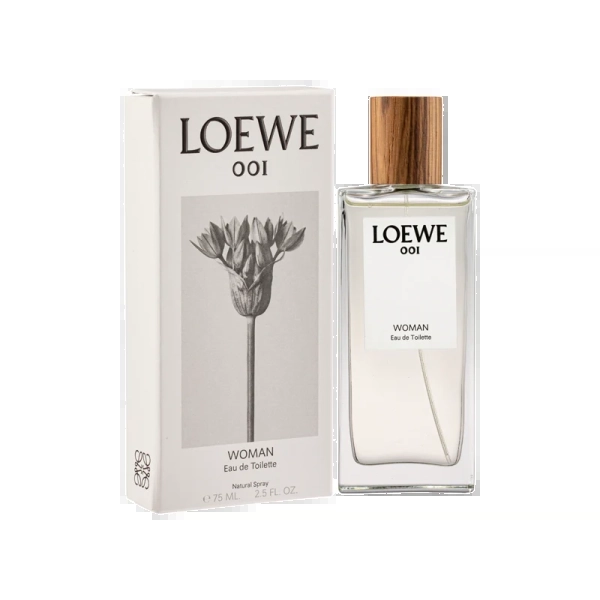 LOEWE
001
WOMAN
Eau de Toilette
Natural Spray
75 ML. 2.5 FL. OZ.
LOEWE
001
WOMAN
Eau de Toilette